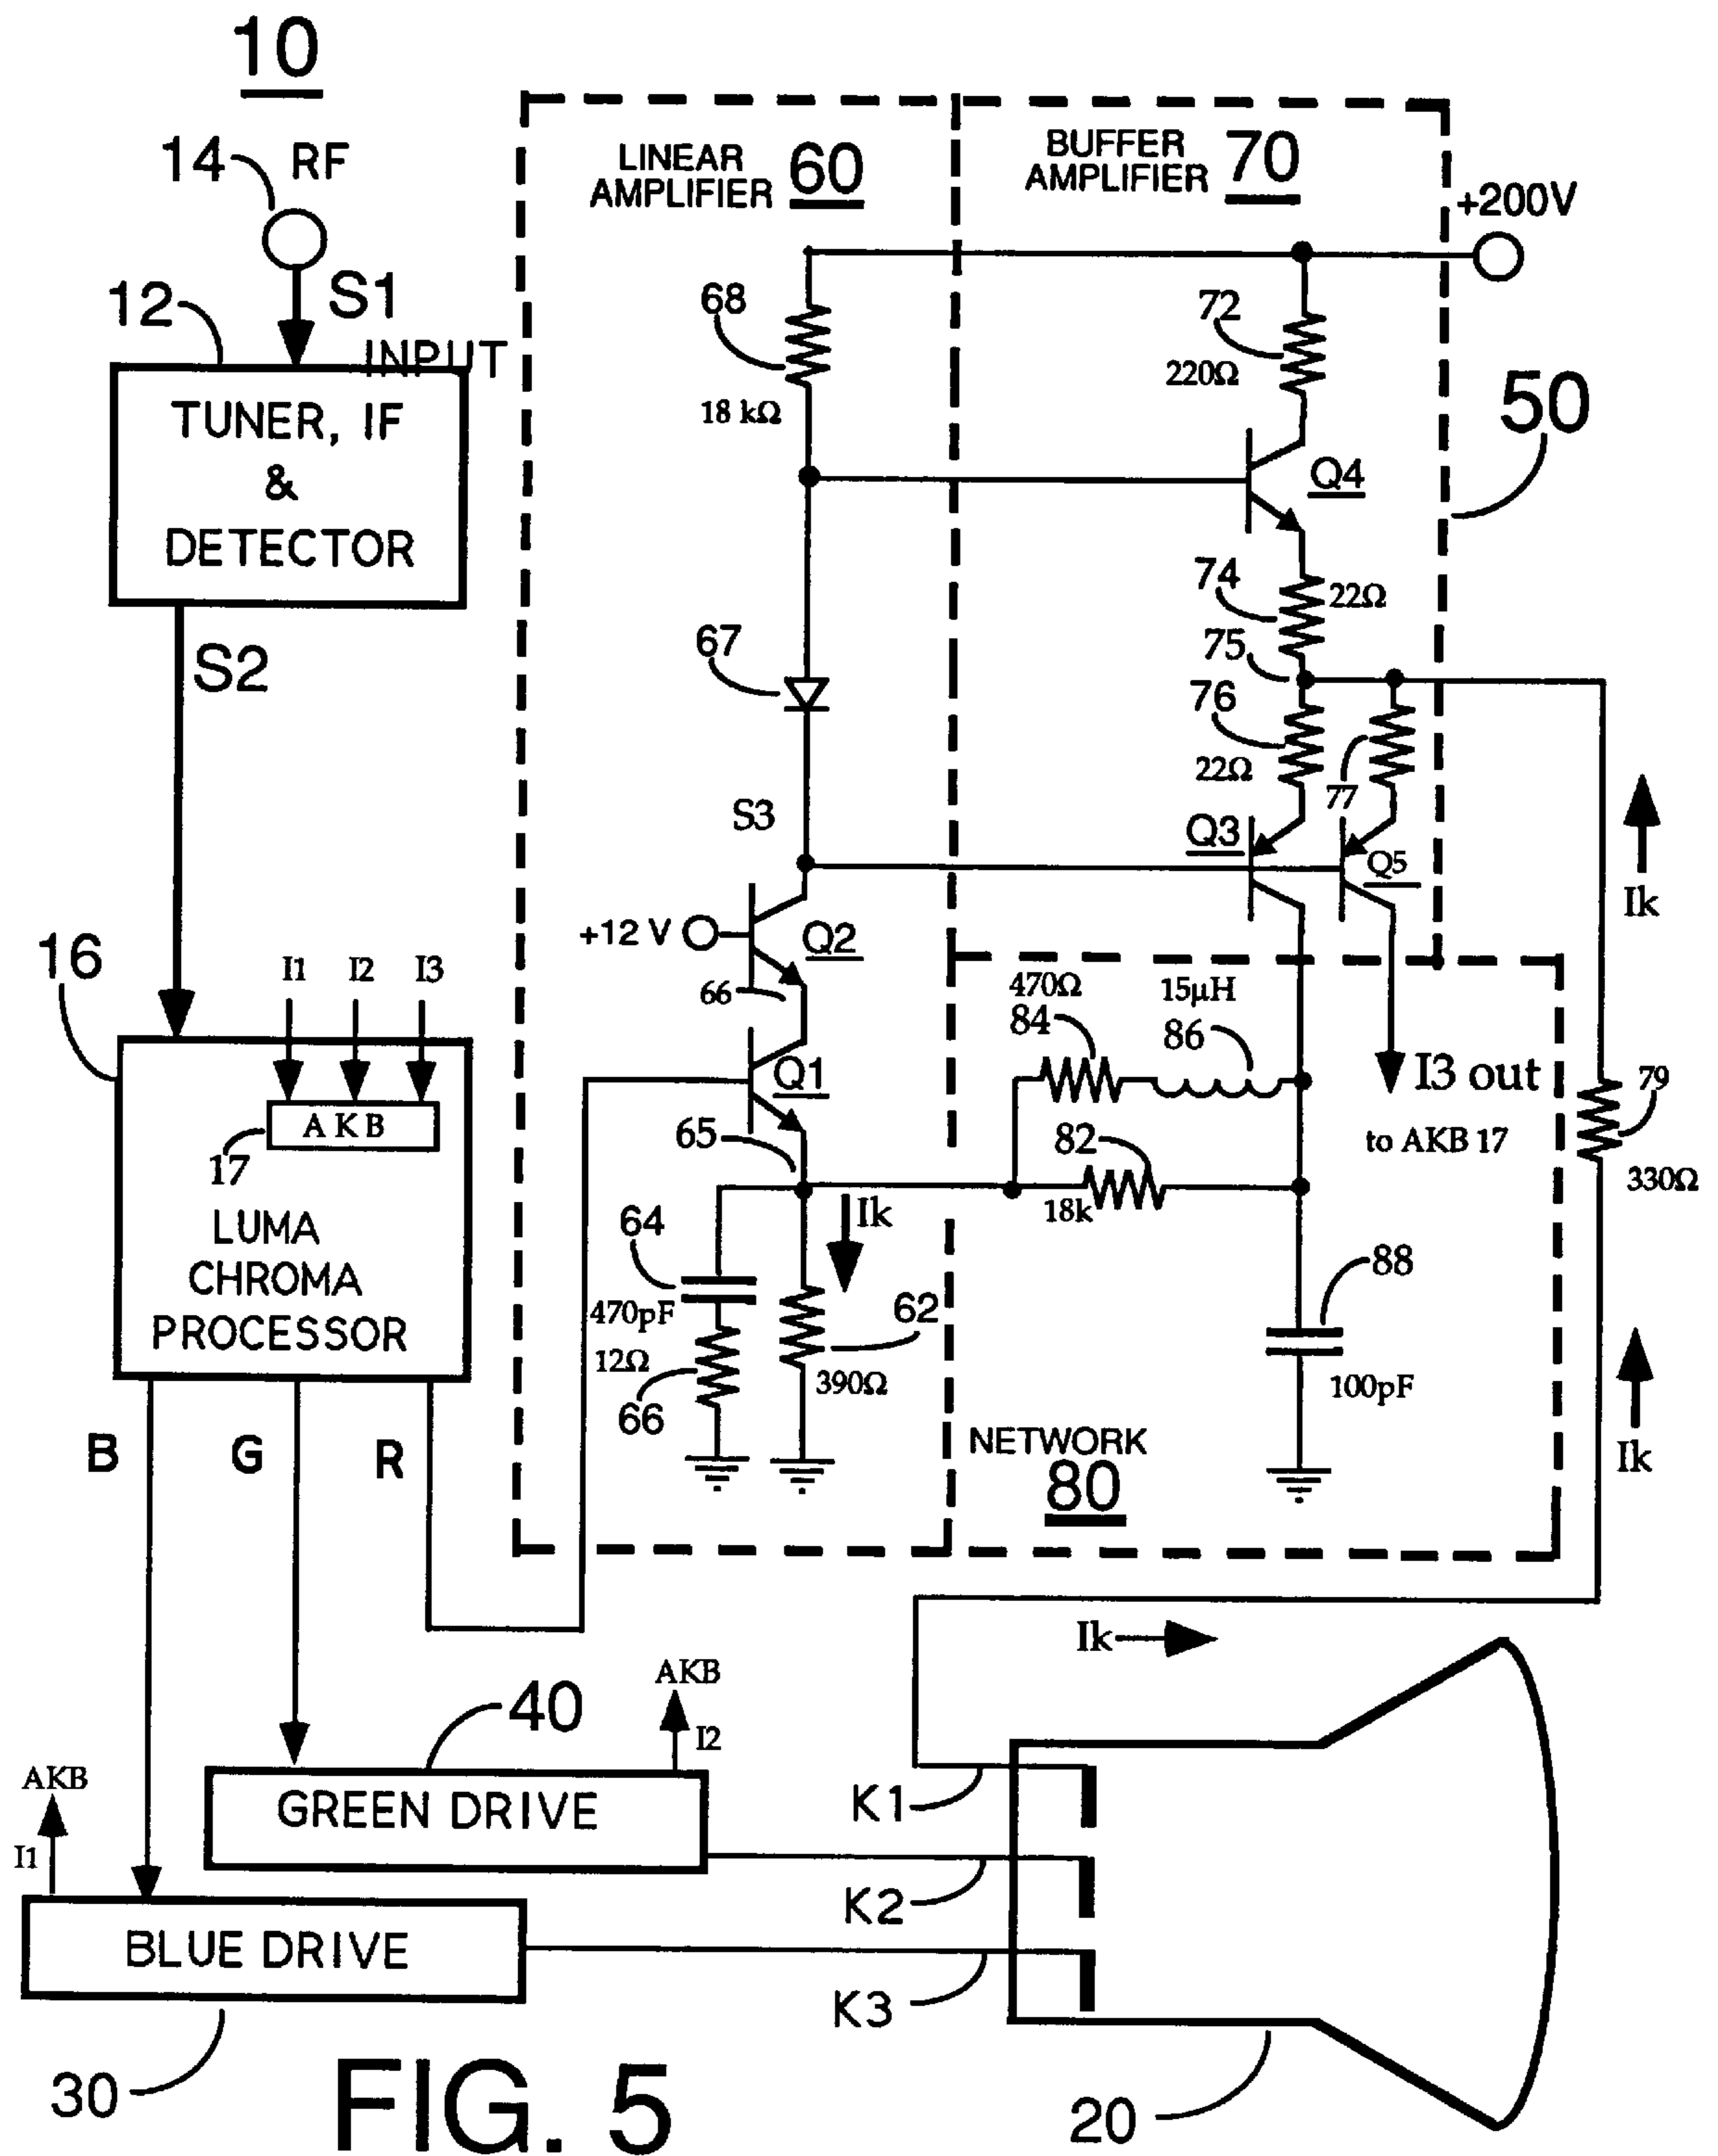 10
14
RF
S1
12
INPUT
TUNER, IF
&
DETECTOR
S2
16
I1
I2
I3
AKB
17
LUMA
CHROMA
PROCESSOR
B
G
R
LINEAR
AMPLIFIER
60
BUFFER
AMPLIFIER
70
+200V
68
18 kΩ
72
220Ω
50
Q4
74
22Ω
75
67
76
22Ω
77
S3
Q3
Q5
Ik
+12 V
Q2
66
470Ω
84
15μH
86
Q1
I3 out
79
65
82
to AKB 17
18k
330Ω
64
Ik
88
470pF
62
12Ω
390Ω
66
100pF
Ik
NETWORK
80
Ik
AKB
40
I2
AKB
GREEN DRIVE
K1
I1
K2
BLUE DRIVE
K3
30
20
FIG. 5